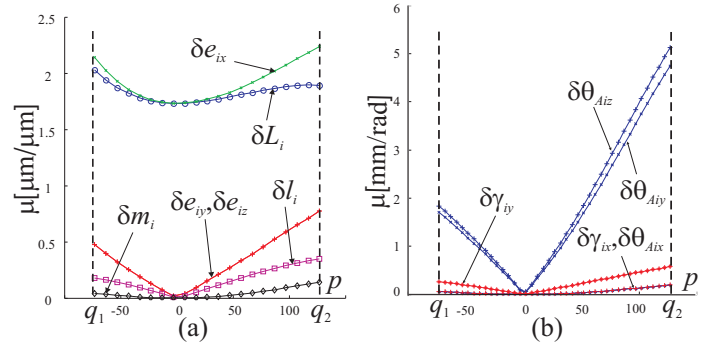 2.5
2
1.5
1
0.5
0
μ[μm/μm]
δe_ix
δL_i
δm_i
δe_iy,δe_iz
δl_i
q_1 -50 0 50 100 q_2
p
(a)
6
5
4
3
2
1
0
μ[mm/rad]
δθ_Aiz
δθ_Aiy
δγ_iy
δγ_ix,δθ_Aix
q_1 -50 0 50 100 q_2
p
(b)